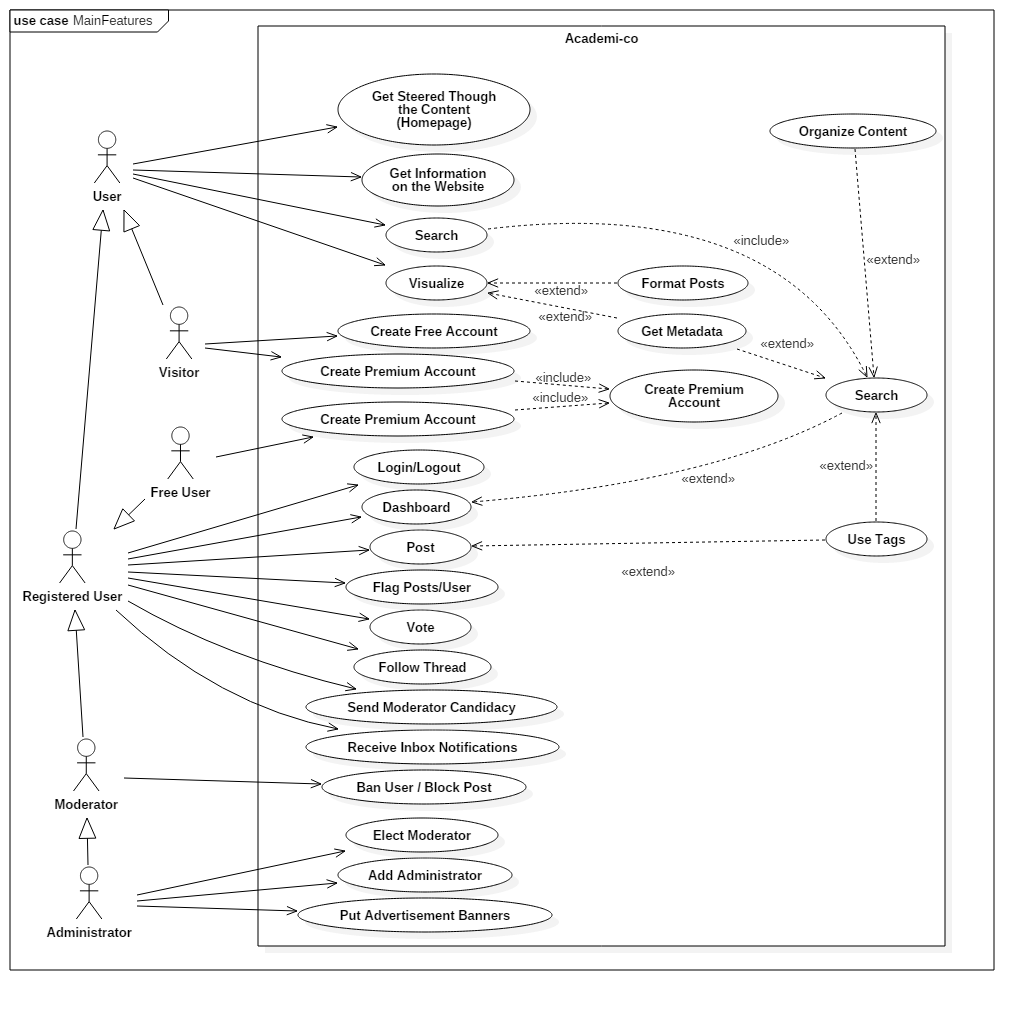 use case MainFeatures
Academi-co
Get Steered Though
the Content
(Homepage)
Organize Content
Get Information
on the Website
User
Search
«include»
«extend»
Visualize
Format Posts
«extend»
«extend»
Get Metadata
Create Free Account
«extend»
Visitor
Create Premium Account
«include»
Create Premium
Account
Search
«include»
Create Premium Account
Login/Logout
«extend»
«extend»
Free User
Dashboard
Post
Use Tags
«extend»
Flag Posts/User
Registered User
Vote
Follow Thread
Send Moderator Candidacy
Receive Inbox Notifications
Ban User / Block Post
Moderator
Elect Moderator
Add Administrator
Put Advertisement Banners
Administrator